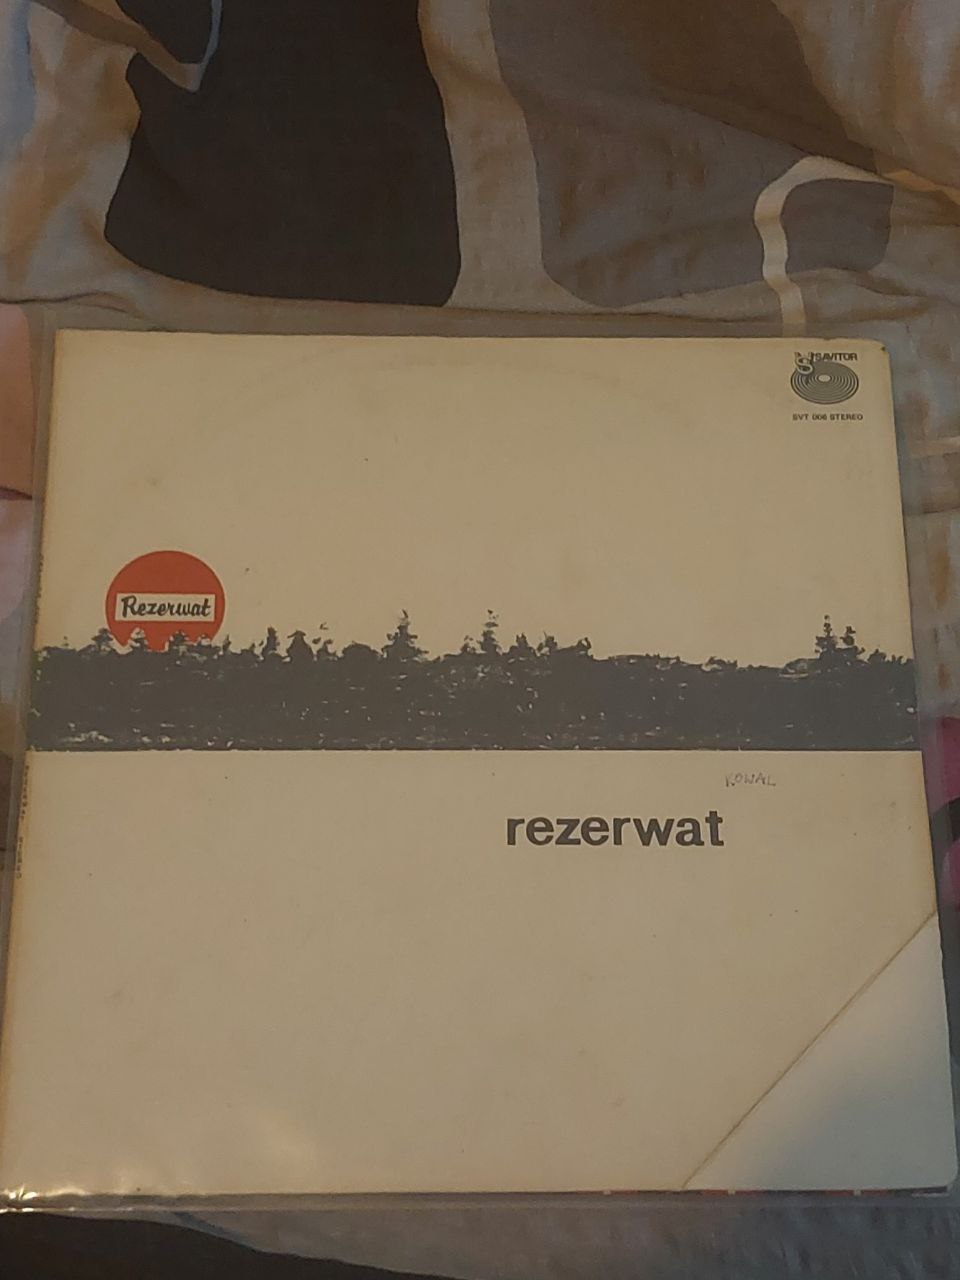 SAVITOR
SVT 006 STEREO
Rezerwat
KOWAL
rezerwat